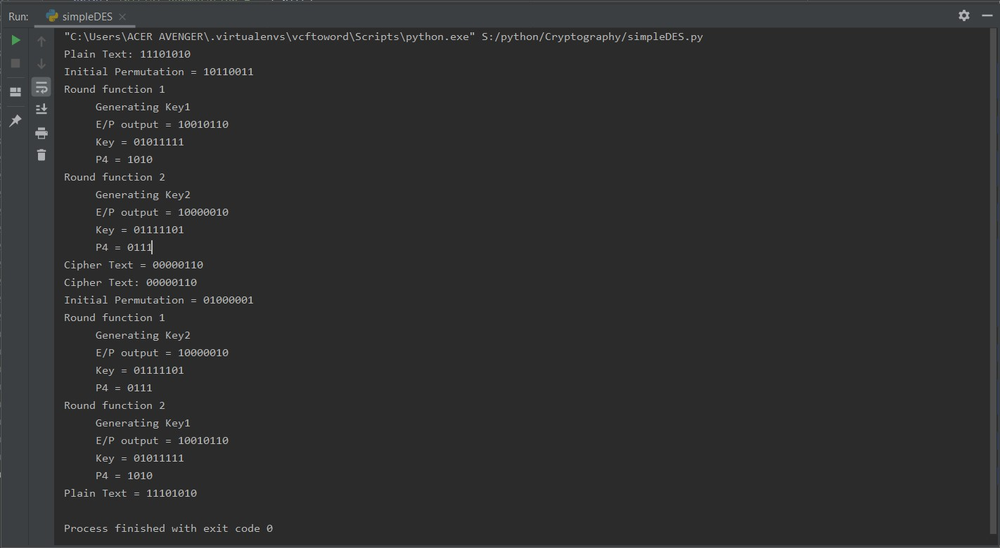 Run: simpleDES
"C:\Users\ACER AVENGER\.virtualenvs\vcftoword\Scripts\python.exe" S:/python/Cryptography/simpleDES.py
Plain Text: 11101010
Initial Permutation = 10110011
Round function 1
Generating Key1
E/P output = 10010110
Key = 01011111
P4 = 1010
Round function 2
Generating Key2
E/P output = 10000010
Key = 01111101
P4 = 0111
Cipher Text = 00000110
Cipher Text: 00000110
Initial Permutation = 01000001
Round function 1
Generating Key2
E/P output = 10000010
Key = 01111101
P4 = 0111
Round function 2
Generating Key1
E/P output = 10010110
Key = 01011111
P4 = 1010
Plain Text = 11101010
Process finished with exit code 0